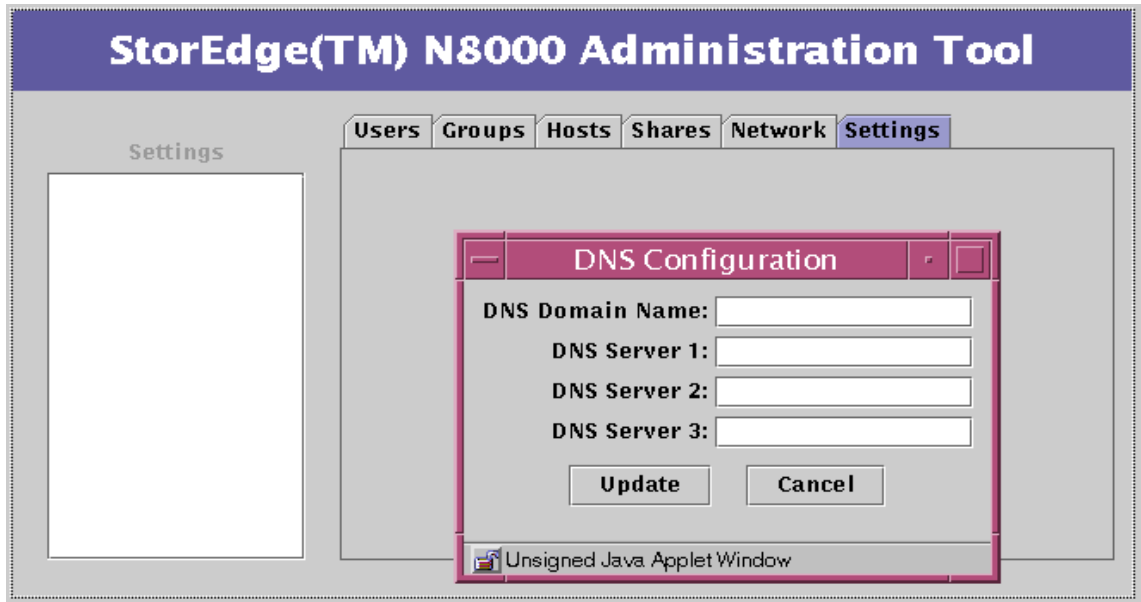 StorEdge(TM) N8000 Administration Tool
Users Groups Hosts Shares Network Settings
Settings
DNS Configuration
DNS Domain Name:
DNS Server 1:
DNS Server 2:
DNS Server 3:
Update Cancel
Unsigned Java Applet Window